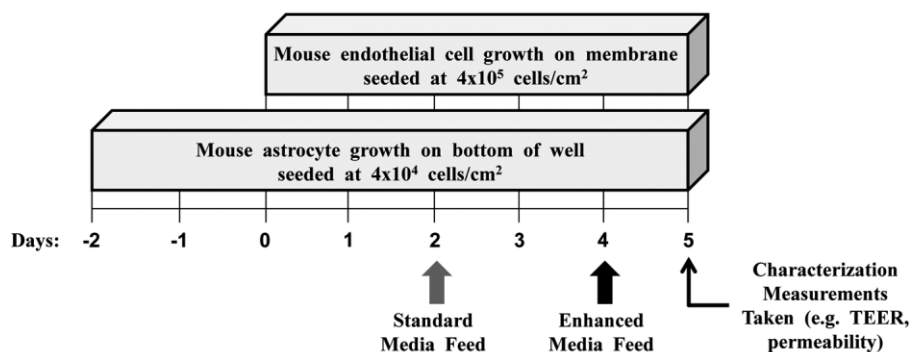 Mouse endothelial cell growth on membrane
seeded at 4x10⁵ cells/cm²
Mouse astrocyte growth on bottom of well
seeded at 4x10⁴ cells/cm²
Days: -2 -1 0 1 2 3 4 5
Standard
Media Feed
Enhanced
Media Feed
Characterization
Measurements
Taken (e.g. TEER,
permeability)